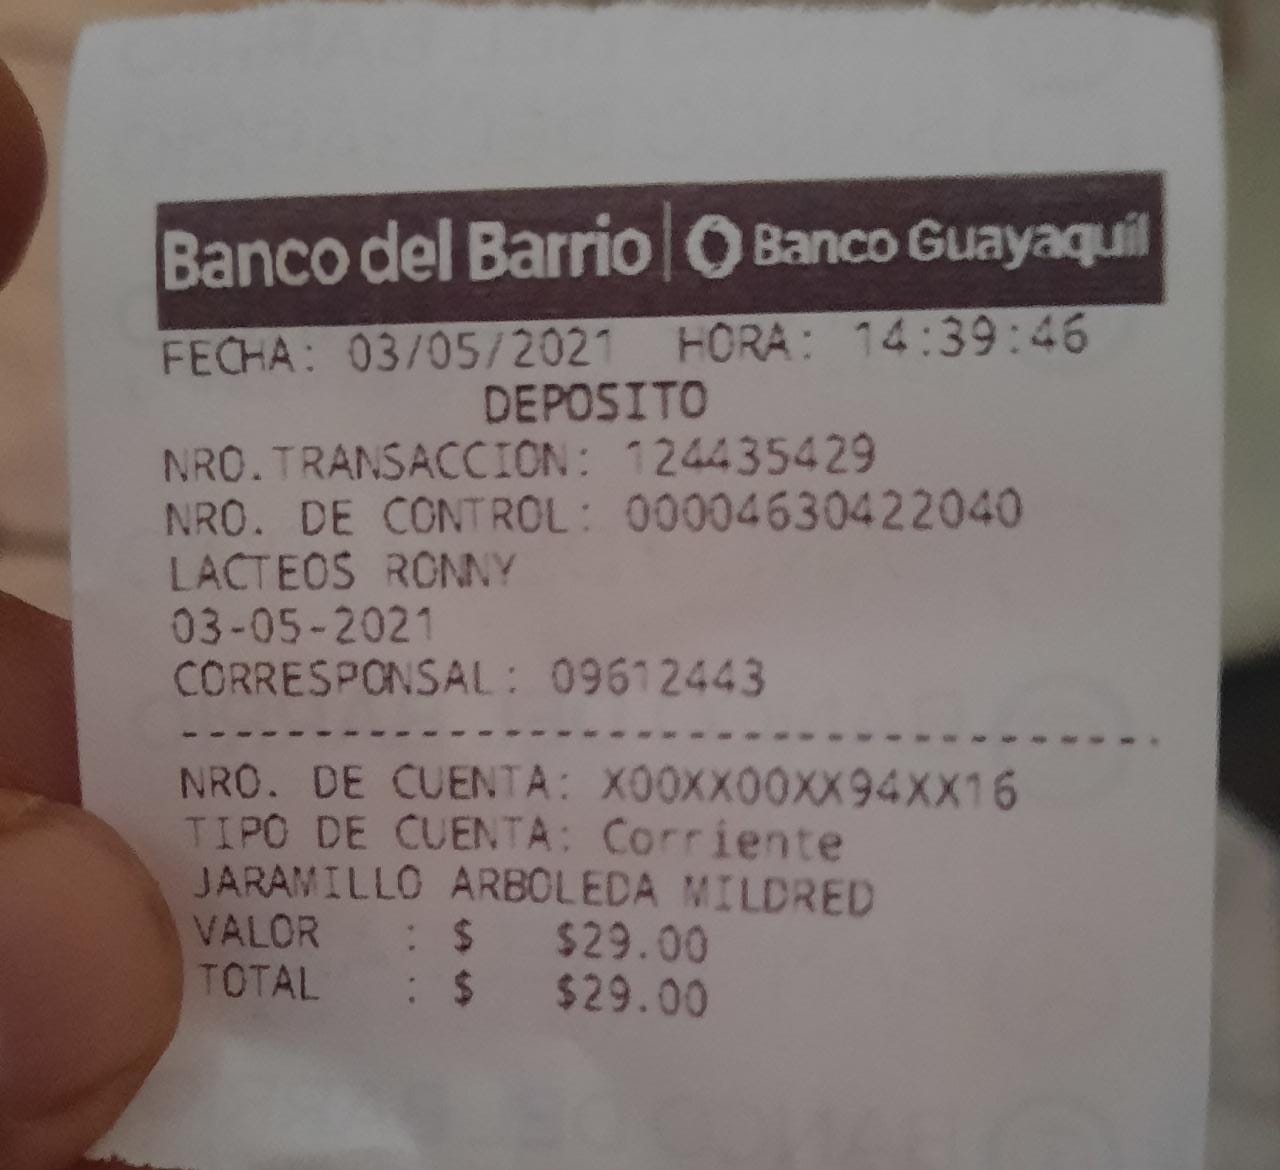 Banco del Barrio | Banco Guayaquil
FECHA: 03/05/2021 HORA: 14:39:46
DEPOSITO
NRO.TRANSACCION: 124435429
NRO. DE CONTROL: 00004630422040
LACTEOS RONNY
03-05-2021
CORRESPONSAL: 09612443
NRO. DE CUENTA: X00XX00XX94XX16
TIPO DE CUENTA: Corriente
JARAMILLO ARBOLEDA MILDRED
VALOR : $ $29.00
TOTAL : $ $29.00